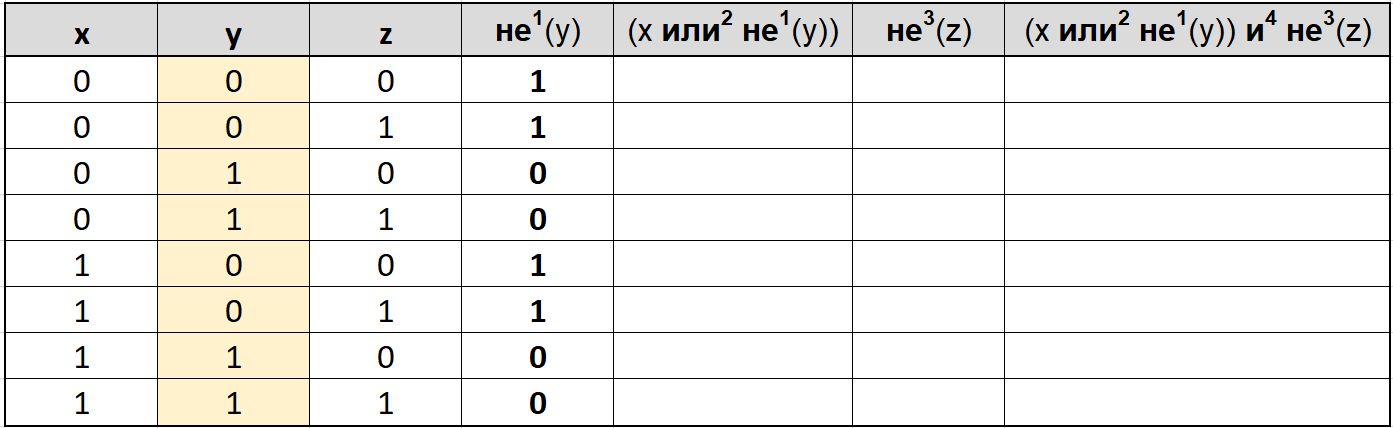 x y z не¹(y) (x или² не¹(y)) не³(z) (x или² не¹(y)) и⁴ не³(z)
0 0 0 1
0 0 1 1
0 1 0 0
0 1 1 0
1 0 0 1
1 0 1 1
1 1 0 0
1 1 1 0